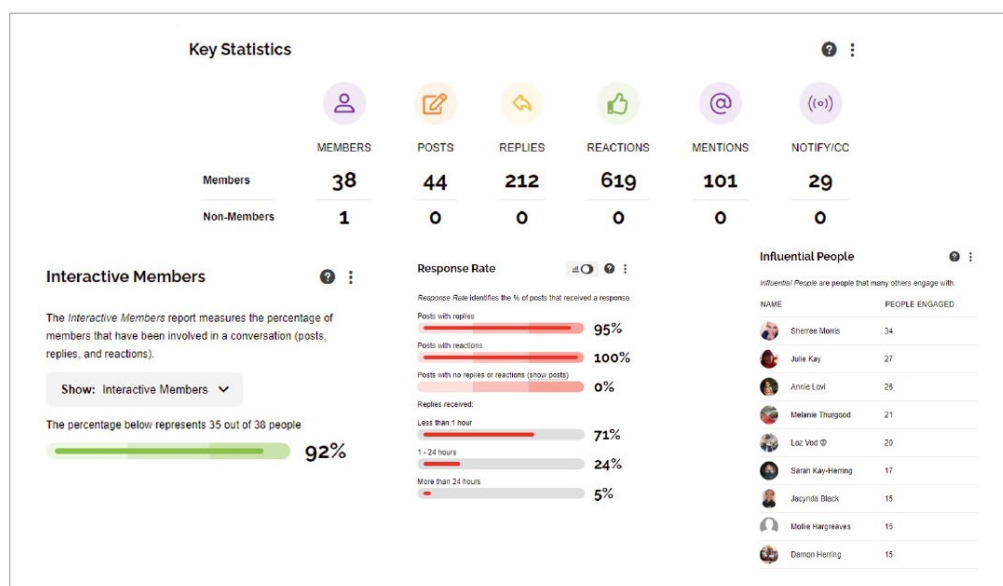 Key Statistics
MEMBERS POSTS REPLIES REACTIONS MENTIONS NOTIFY/CC
Members 38 44 212 619 101 29
Non-Members 1 0 0 0 0 0
Interactive Members
The Interactive Members report measures the percentage of
members that have been involved in a conversation (posts,
replies, and reactions).
Show: Interactive Members
The percentage below represents 35 out of 38 people
92%
Response Rate
Response Rate identifies the % of posts that received a response.
Posts with replies
95%
Posts with reactions
100%
Posts with no replies or reactions (show posts)
0%
Replies received:
Less than 1 hour
71%
1 - 24 hours
24%
More than 24 hours
5%
Influential People
Influential People are people that many others engage with.
NAME PEOPLE ENGAGED
Sherree Morris 34
Julie Kay 27
Annie Lovi 26
Melanie Thurgood 21
Loz Vod 20
Sarah Kay-Herring 17
Jacynda Black 15
Mollie Hargreaves 15
Damon Herring 15